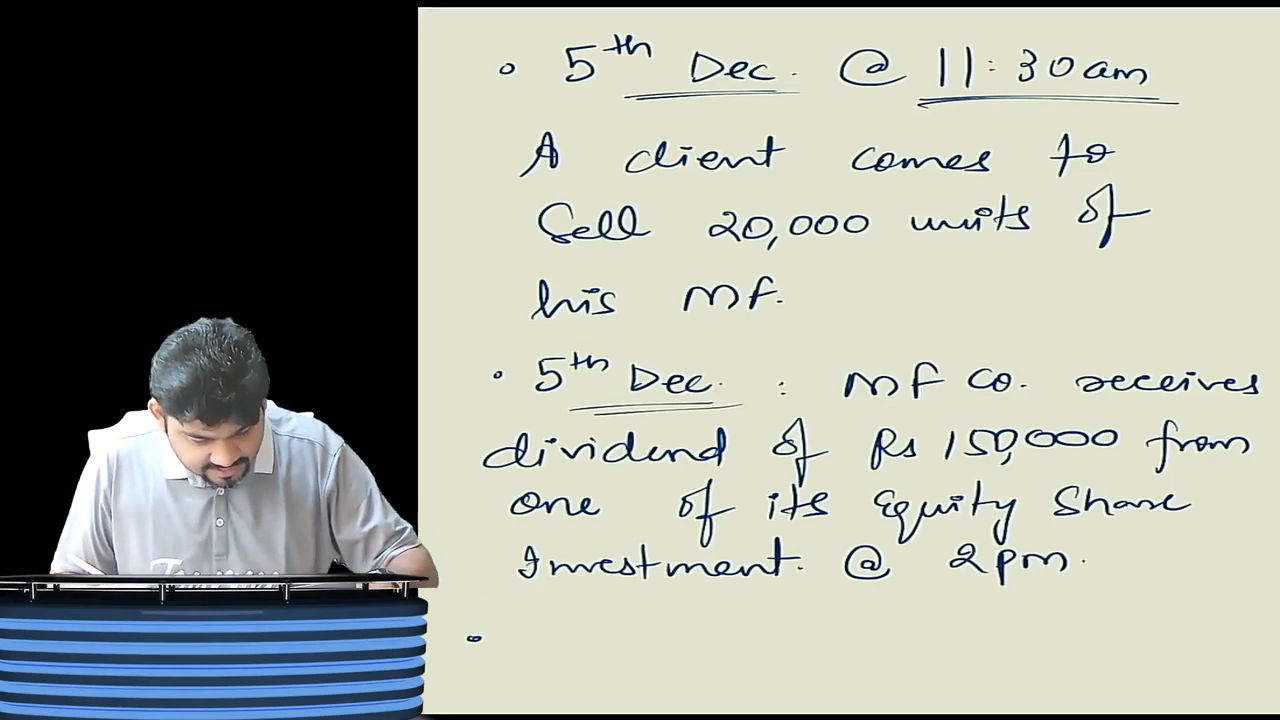 • 5th Dec. @ 11:30am
A client comes to
Sell 20,000 units of
his MF.
• 5th Dec. : MF Co. receives
dividend of Rs 150,000 from
one of its Equity Share
Investment. @ 2pm.
•